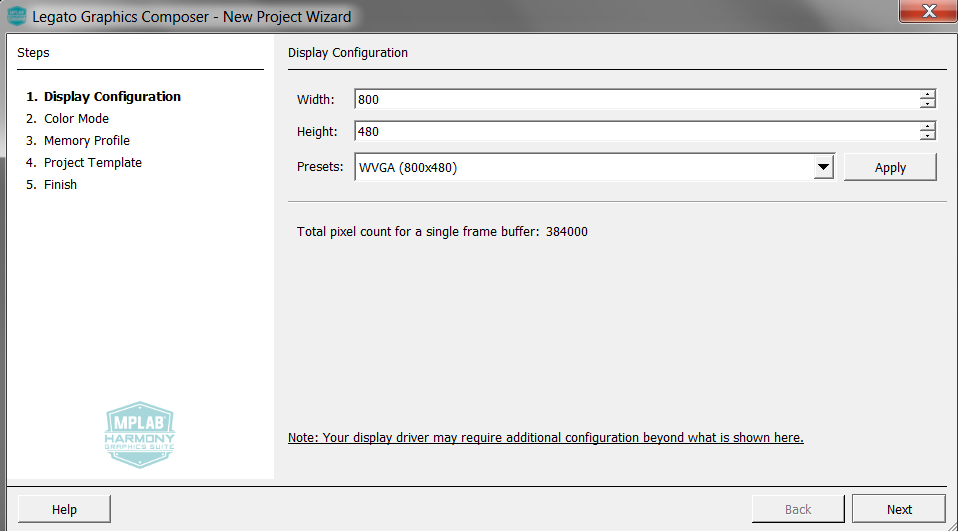 Legato Graphics Composer - New Project Wizard
Steps
1. Display Configuration
2. Color Mode
3. Memory Profile
4. Project Template
5. Finish
MPLAB®
HARMONY
GRAPHICS SUITE
Display Configuration
Width: 800
Height: 480
Presets: WVGA (800x480) Apply
Total pixel count for a single frame buffer: 384000
Note: Your display driver may require additional configuration beyond what is shown here.
Help Back Next